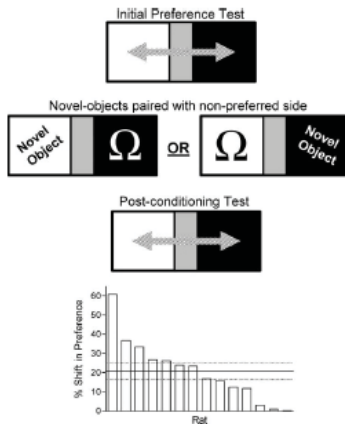 Initial Preference Test
Novel-objects paired with non-preferred side
Novel
Object
Ω
OR
Ω
Novel
Object
Post-conditioning Test
% Shift in Preference
60
50
40
30
20
10
0
Rat